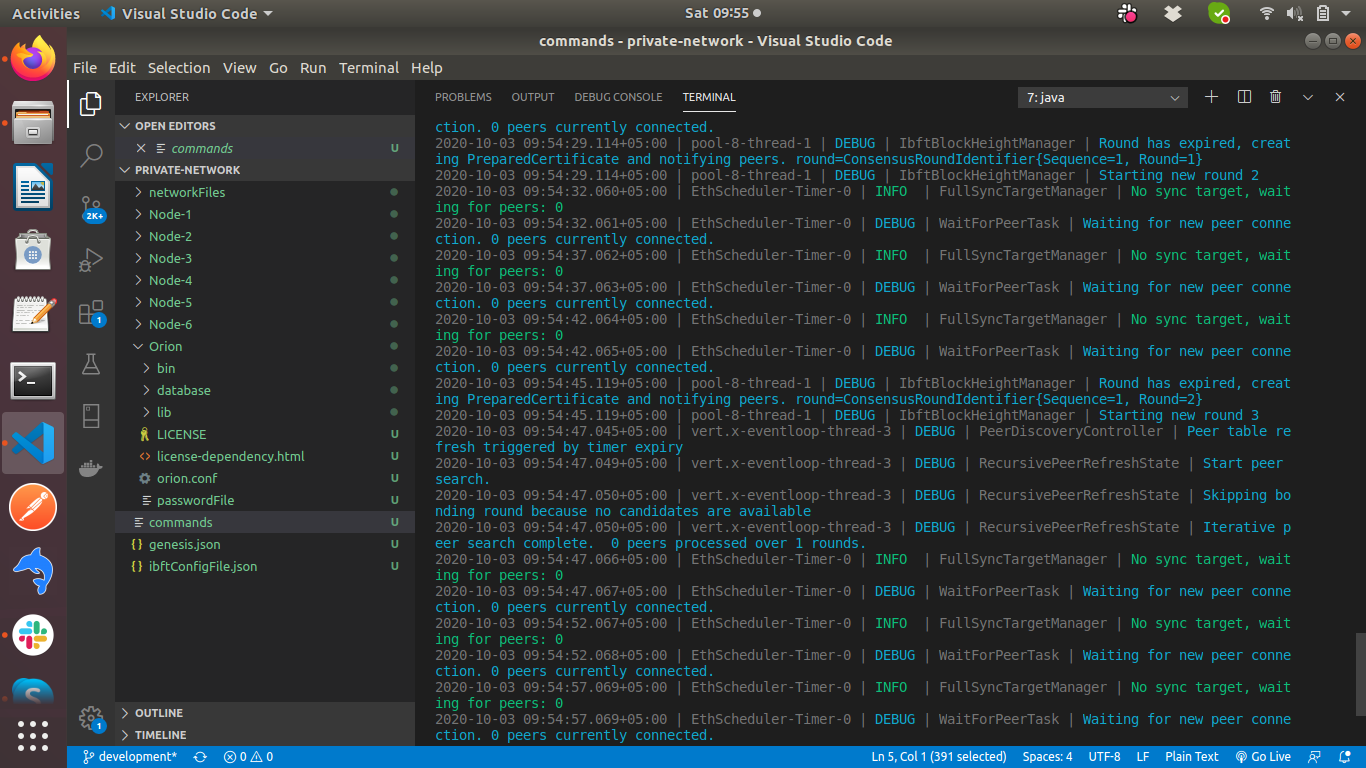 Activities
Visual Studio Code
Sat 09:55
commands - private-network - Visual Studio Code
File Edit Selection View Go Run Terminal Help
EXPLORER
OPEN EDITORS
commands U
PRIVATE-NETWORK
networkFiles
Node-1
Node-2
Node-3
Node-4
Node-5
Node-6
Orion
bin
database
lib
LICENSE U
license-dependency.html U
orion.conf U
passwordFile U
commands U
genesis.json U
ibftConfigFile.json U
OUTLINE
TIMELINE
2K+
1
1
PROBLEMS OUTPUT DEBUG CONSOLE TERMINAL
7: java
ction. 0 peers currently connected.
2020-10-03 09:54:29.114+05:00 | pool-8-thread-1 | DEBUG | IbftBlockHeightManager | Round has expired, creat
ing PreparedCertificate and notifying peers. round=ConsensusRoundIdentifier{Sequence=1, Round=1}
2020-10-03 09:54:29.114+05:00 | pool-8-thread-1 | DEBUG | IbftBlockHeightManager | Starting new round 2
2020-10-03 09:54:32.060+05:00 | EthScheduler-Timer-0 | INFO  | FullSyncTargetManager | No sync target, wait
ing for peers: 0
2020-10-03 09:54:32.061+05:00 | EthScheduler-Timer-0 | DEBUG | WaitForPeerTask | Waiting for new peer conne
ction. 0 peers currently connected.
2020-10-03 09:54:37.062+05:00 | EthScheduler-Timer-0 | INFO  | FullSyncTargetManager | No sync target, wait
ing for peers: 0
2020-10-03 09:54:37.063+05:00 | EthScheduler-Timer-0 | DEBUG | WaitForPeerTask | Waiting for new peer conne
ction. 0 peers currently connected.
2020-10-03 09:54:42.064+05:00 | EthScheduler-Timer-0 | INFO  | FullSyncTargetManager | No sync target, wait
ing for peers: 0
2020-10-03 09:54:42.065+05:00 | EthScheduler-Timer-0 | DEBUG | WaitForPeerTask | Waiting for new peer conne
ction. 0 peers currently connected.
2020-10-03 09:54:45.119+05:00 | pool-8-thread-1 | DEBUG | IbftBlockHeightManager | Round has expired, creat
ing PreparedCertificate and notifying peers. round=ConsensusRoundIdentifier{Sequence=1, Round=2}
2020-10-03 09:54:45.119+05:00 | pool-8-thread-1 | DEBUG | IbftBlockHeightManager | Starting new round 3
2020-10-03 09:54:47.045+05:00 | vert.x-eventloop-thread-3 | DEBUG | PeerDiscoveryController | Peer table re
fresh triggered by timer expiry
2020-10-03 09:54:47.049+05:00 | vert.x-eventloop-thread-3 | DEBUG | RecursivePeerRefreshState | Start peer
search.
2020-10-03 09:54:47.050+05:00 | vert.x-eventloop-thread-3 | DEBUG | RecursivePeerRefreshState | Skipping bo
nding round because no candidates are available
2020-10-03 09:54:47.050+05:00 | vert.x-eventloop-thread-3 | DEBUG | RecursivePeerRefreshState | Iterative p
eer search complete.  0 peers processed over 1 rounds.
2020-10-03 09:54:47.066+05:00 | EthScheduler-Timer-0 | INFO  | FullSyncTargetManager | No sync target, wait
ing for peers: 0
2020-10-03 09:54:47.067+05:00 | EthScheduler-Timer-0 | DEBUG | WaitForPeerTask | Waiting for new peer conne
ction. 0 peers currently connected.
2020-10-03 09:54:52.067+05:00 | EthScheduler-Timer-0 | INFO  | FullSyncTargetManager | No sync target, wait
ing for peers: 0
2020-10-03 09:54:52.068+05:00 | EthScheduler-Timer-0 | DEBUG | WaitForPeerTask | Waiting for new peer conne
ction. 0 peers currently connected.
2020-10-03 09:54:57.069+05:00 | EthScheduler-Timer-0 | INFO  | FullSyncTargetManager | No sync target, wait
ing for peers: 0
2020-10-03 09:54:57.069+05:00 | EthScheduler-Timer-0 | DEBUG | WaitForPeerTask | Waiting for new peer conne
ction. 0 peers currently connected.
development* 0 0 Ln 5, Col 1 (391 selected) Spaces: 4 UTF-8 LF Plain Text Go Live